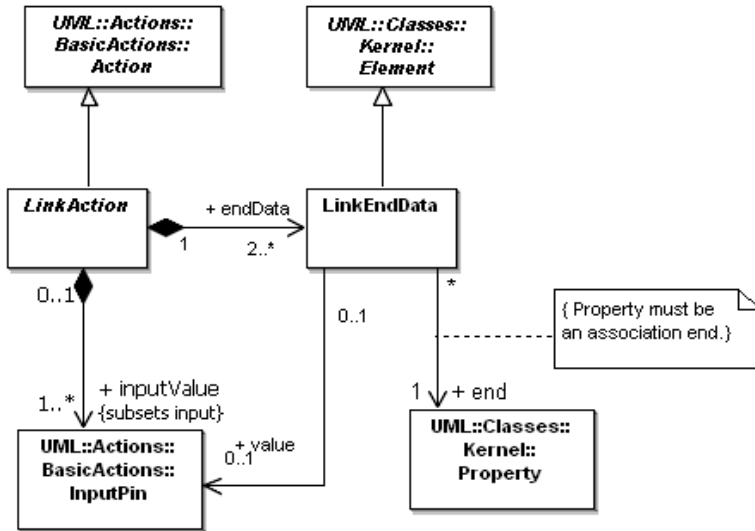 UML::Actions::
BasicActions::
Action
UML::Classes::
Kernel::
Element
LinkAction
+ endData
1
2..*
LinkEndData
0..1
*
0..1
{ Property must be
an association end.}
1..*
+ inputValue
{subsets input}
1
+ end
UML::Actions::
BasicActions::
InputPin
+ value
0..1
UML::Classes::
Kernel::
Property